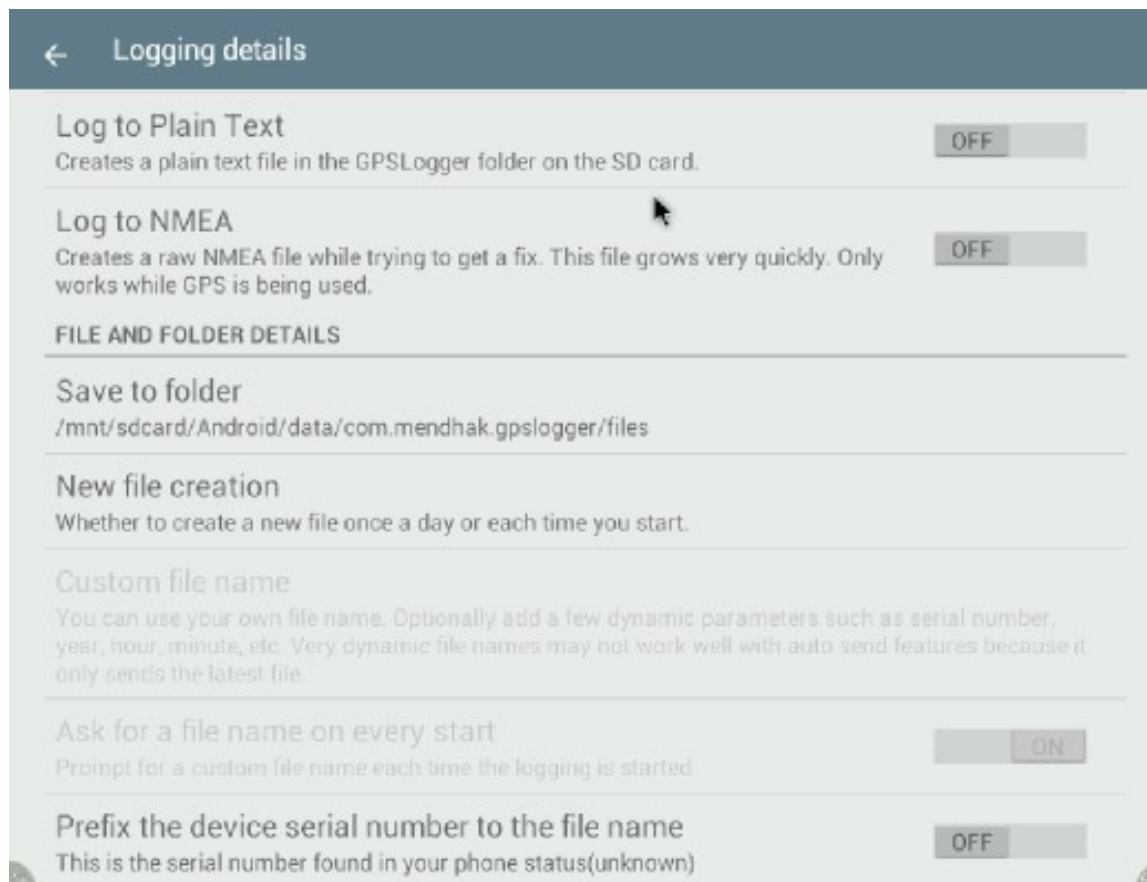 Logging details
Log to Plain Text
OFF
Creates a plain text file in the GPSLogger folder on the SD card.
Log to NMEA
OFF
Creates a raw NMEA file while trying to get a fix. This file grows very quickly. Only
works while GPS is being used.
FILE AND FOLDER DETAILS
Save to folder
/mnt/sdcard/Android/data/com.mendhak.gpslogger/files
New file creation
Whether to create a new file once a day or each time you start.
Custom file name
You can use your own file name. Optionally add a few dynamic parameters such as serial number,
year, hour, minute, etc. Very dynamic file names may not work well with auto send features because it
only sends the latest file.
Ask for a file name on every start
ON
Prompt for a custom file name each time the logging is started
Prefix the device serial number to the file name
OFF
This is the serial number found in your phone status(unknown)